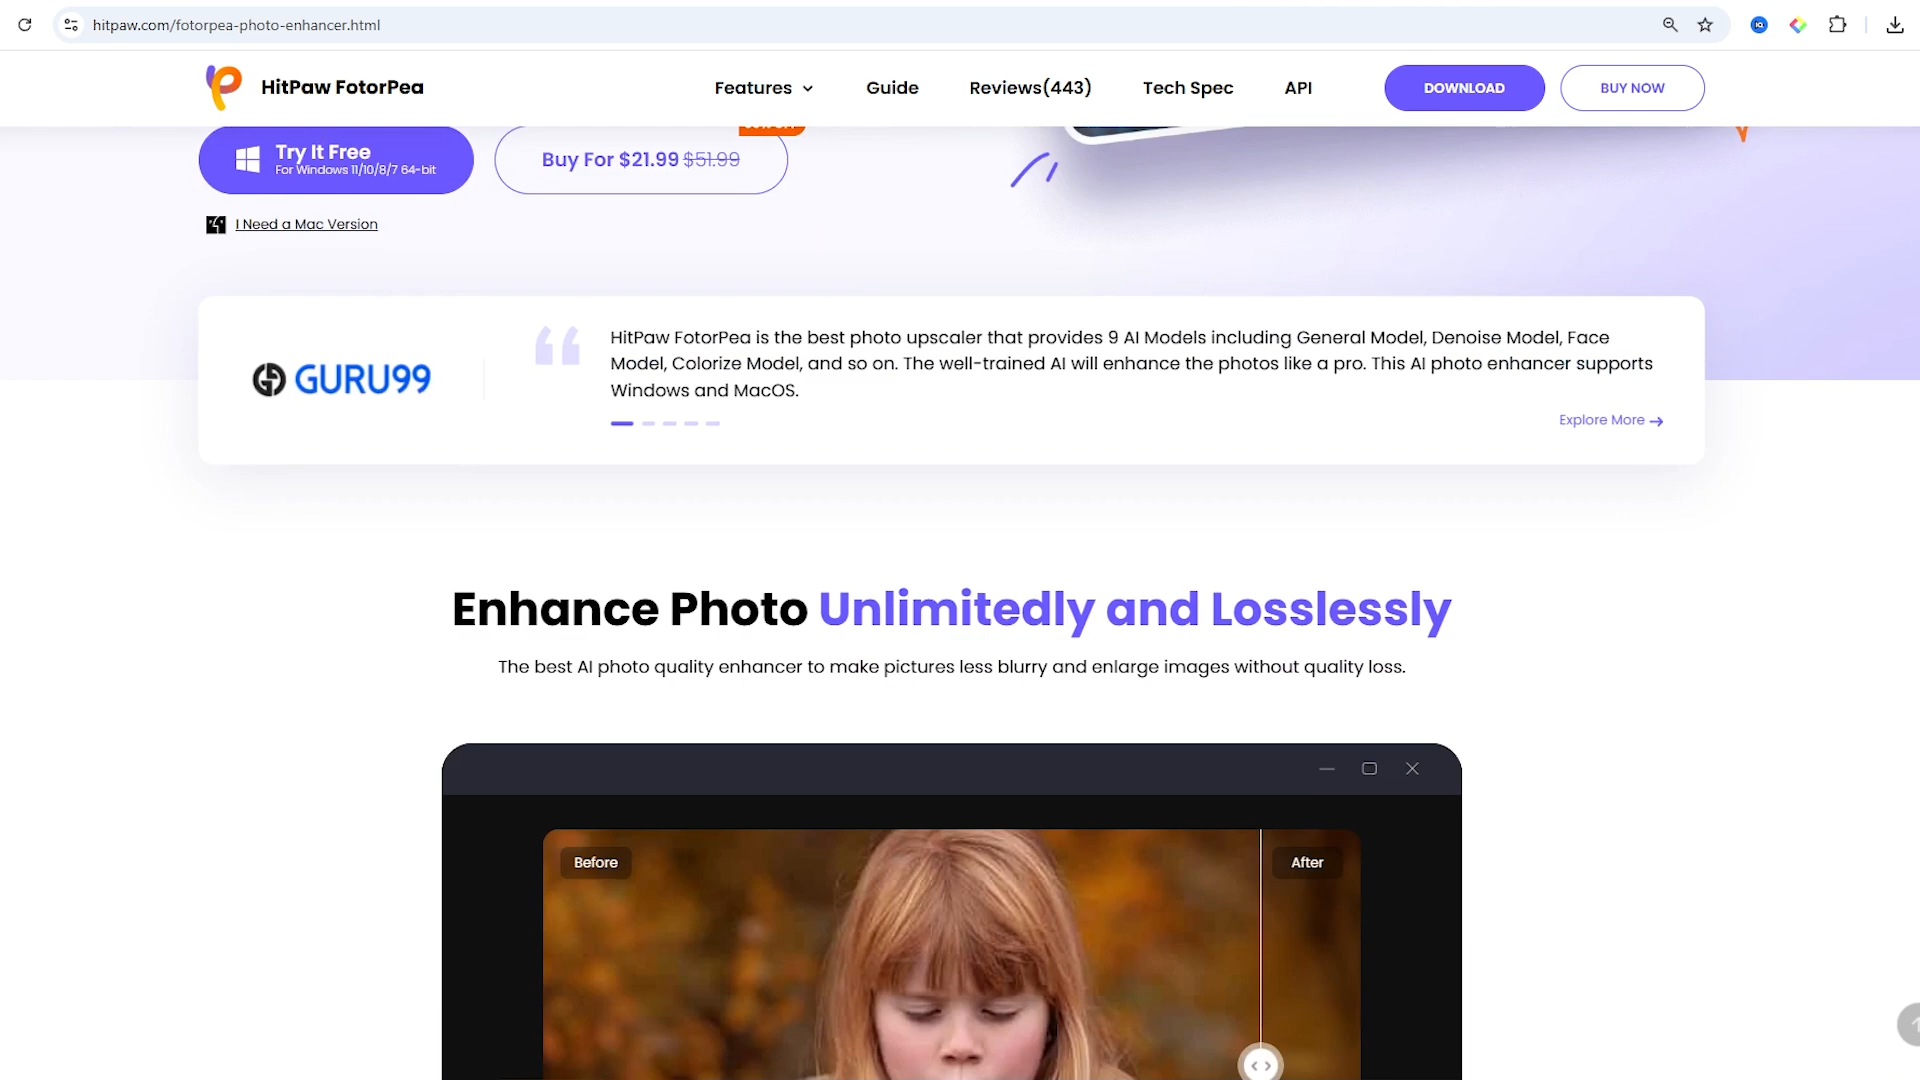 hitpaw.com/fotorpea-photo-enhancer.html
HitPaw FotorPea
Features
Guide
Reviews(443)
Tech Spec
API
DOWNLOAD
BUY NOW
Try It Free
For Windows 11/10/8/7 64-bit
Buy For $21.99 $51.99
I Need a Mac Version
GURU99
HitPaw FotorPea is the best photo upscaler that provides 9 AI Models including General Model, Denoise Model, Face
Model, Colorize Model, and so on. The well-trained AI will enhance the photos like a pro. This AI photo enhancer supports
Windows and MacOS.
Explore More
Enhance Photo Unlimitedly and Losslessly
The best AI photo quality enhancer to make pictures less blurry and enlarge images without quality loss.
Before
After